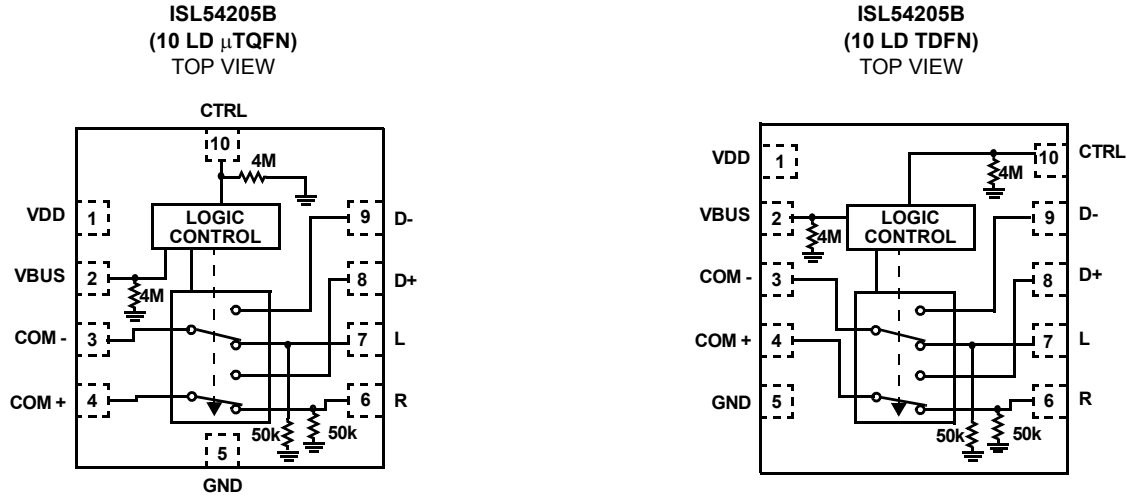 ISL54205B
(10 LD μTQFN)
TOP VIEW
CTRL
10
4M
VDD
1
LOGIC
CONTROL
9
D-
VBUS
2
4M
8
D+
COM -
3
7
L
COM +
4
6
R
50k
50k
5
GND
ISL54205B
(10 LD TDFN)
TOP VIEW
VDD
1
10
CTRL
4M
VBUS
2
4M
LOGIC
CONTROL
9
D-
COM -
3
8
D+
COM +
4
7
L
GND
5
6
R
50k
50k